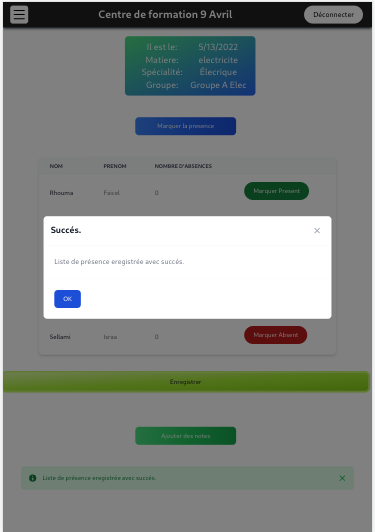 Centre de formation 9 Avril
Déconnecter
Il est le: 5/13/2022
Matiere: electricite
Spécialité: Élecrique
Groupe: Groupe A Elec
Marquer la presence
NOM PRENOM NOMBRE D'ABSENCES
Rhouma Faicel 0 Marquer Present
Succés.
Liste de présence eregistrée avec succés.
OK
Sellami Israa 0 Marquer Absent
Enregistrer
Ajouter des notes
Liste de présence eregistrée avec succés.